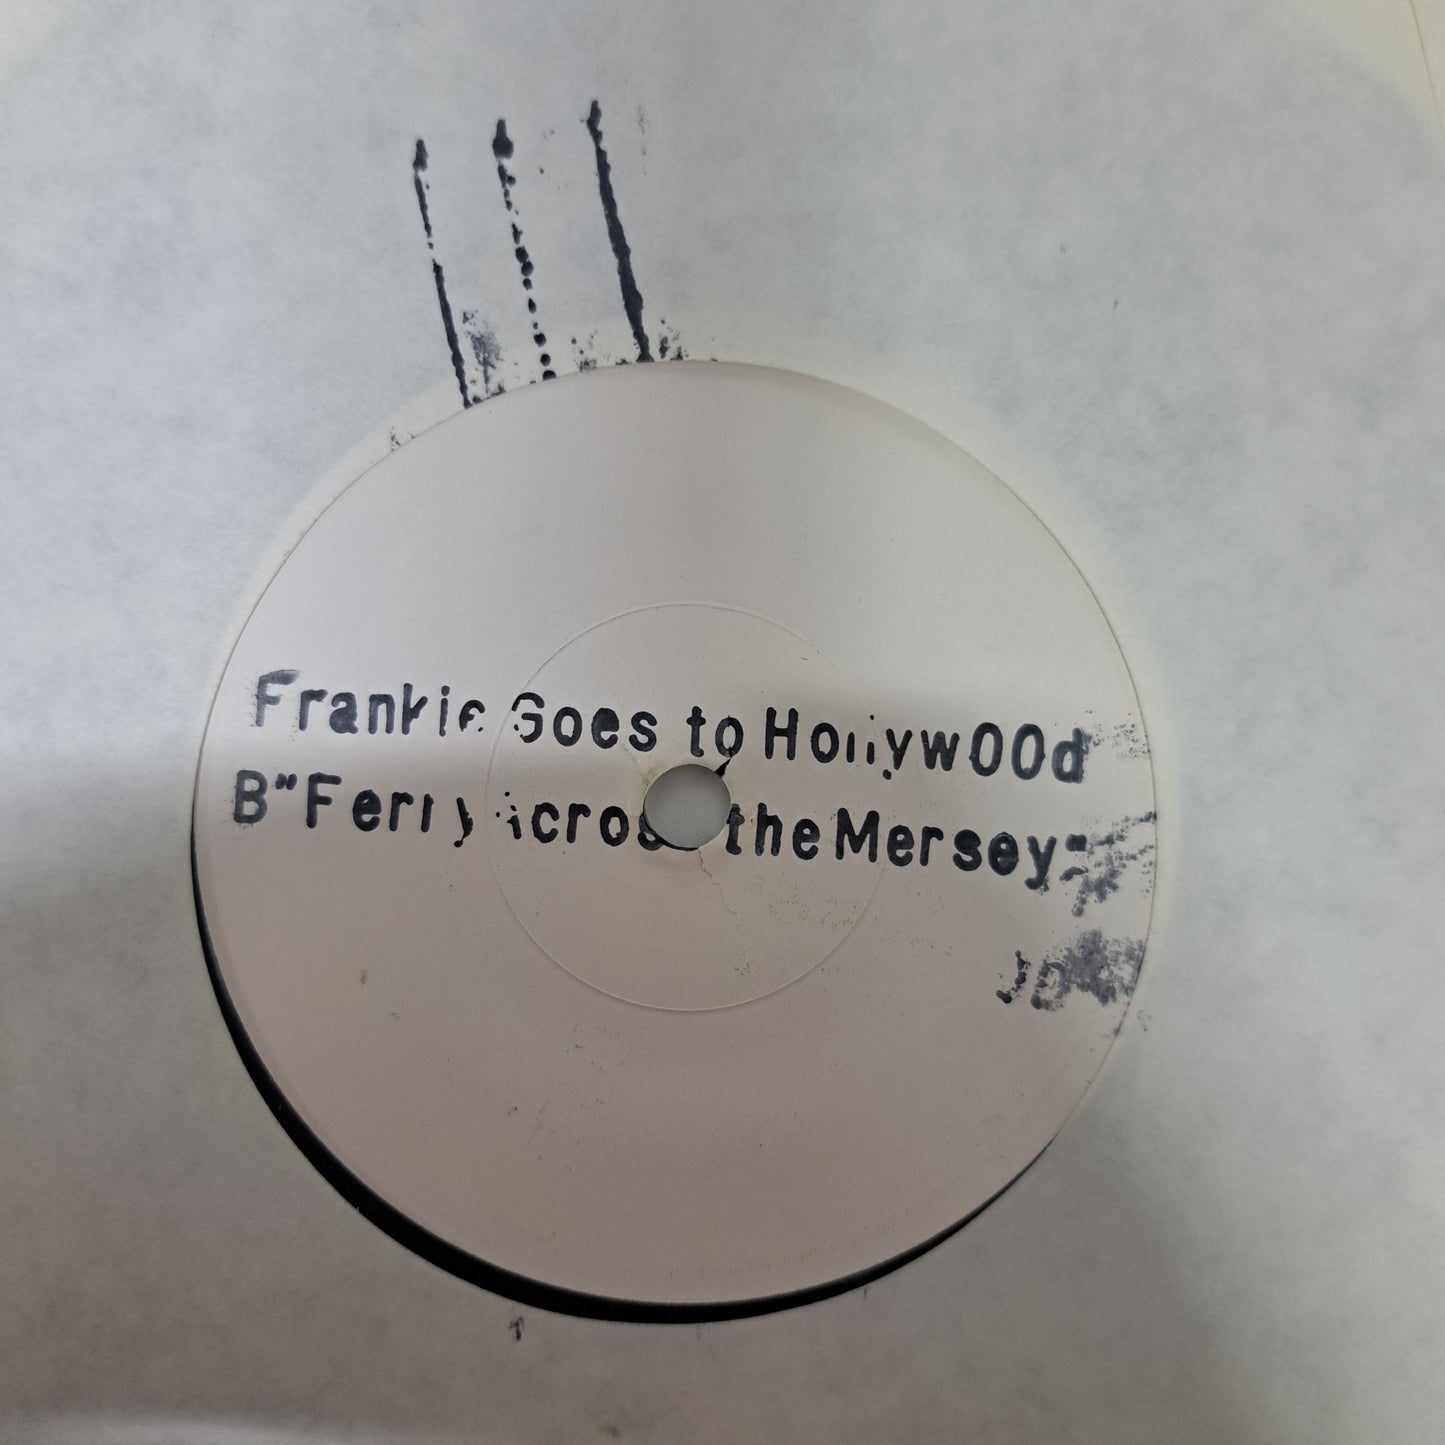 Frankie Goes to Hollyw00d
B"Ferry across the Mersey"